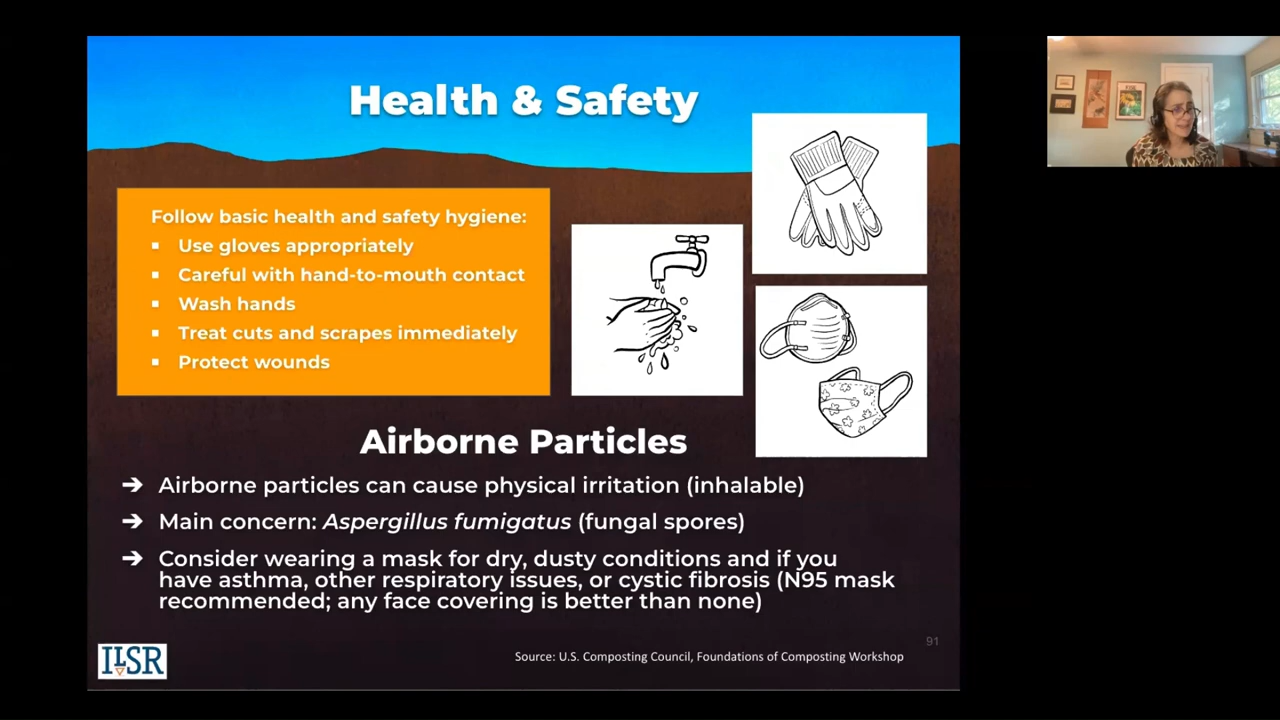 Health & Safety
Follow basic health and safety hygiene:
▪ Use gloves appropriately
▪ Careful with hand-to-mouth contact
▪ Wash hands
▪ Treat cuts and scrapes immediately
▪ Protect wounds
Airborne Particles
➔ Airborne particles can cause physical irritation (inhalable)
➔ Main concern: Aspergillus fumigatus (fungal spores)
➔ Consider wearing a mask for dry, dusty conditions and if you
have asthma, other respiratory issues, or cystic fibrosis (N95 mask
recommended; any face covering is better than none)
91
ILSR
Source: U.S. Composting Council, Foundations of Composting Workshop